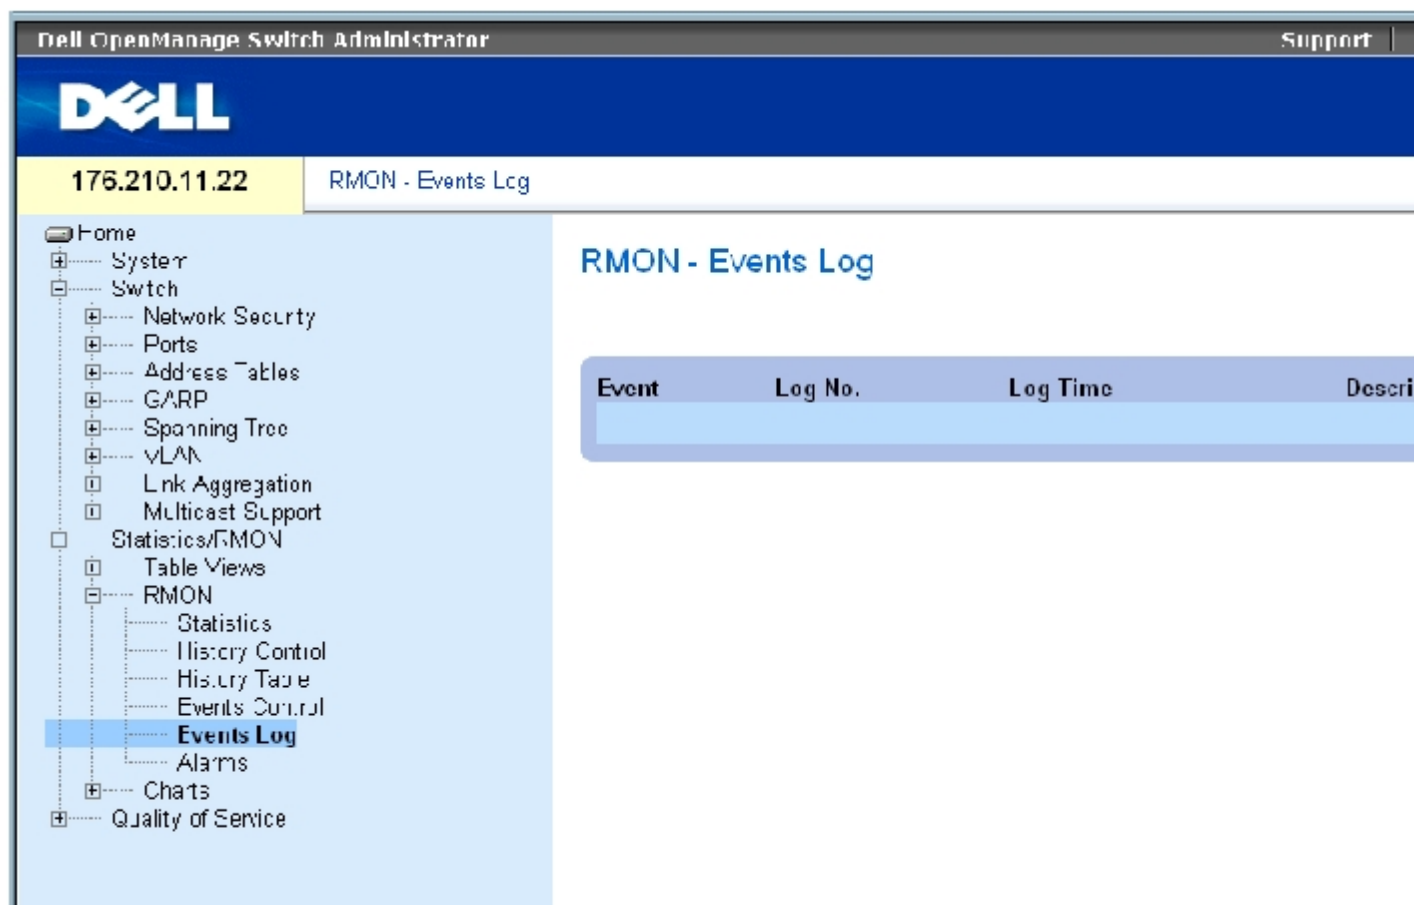 Dell OpenManage Switch Administrator
Support
DELL
176.210.11.22
RMON - Events Log
Home
System
Switch
Network Security
Ports
Address Tables
GARP
Spanning Tree
VLAN
Link Aggregation
Multicast Support
Statistics/RMON
Table Views
RMON
Statistics
History Control
History Table
Events Control
Events Log
Alarms
Charts
Quality of Service
RMON - Events Log
Event Log No. Log Time Descri